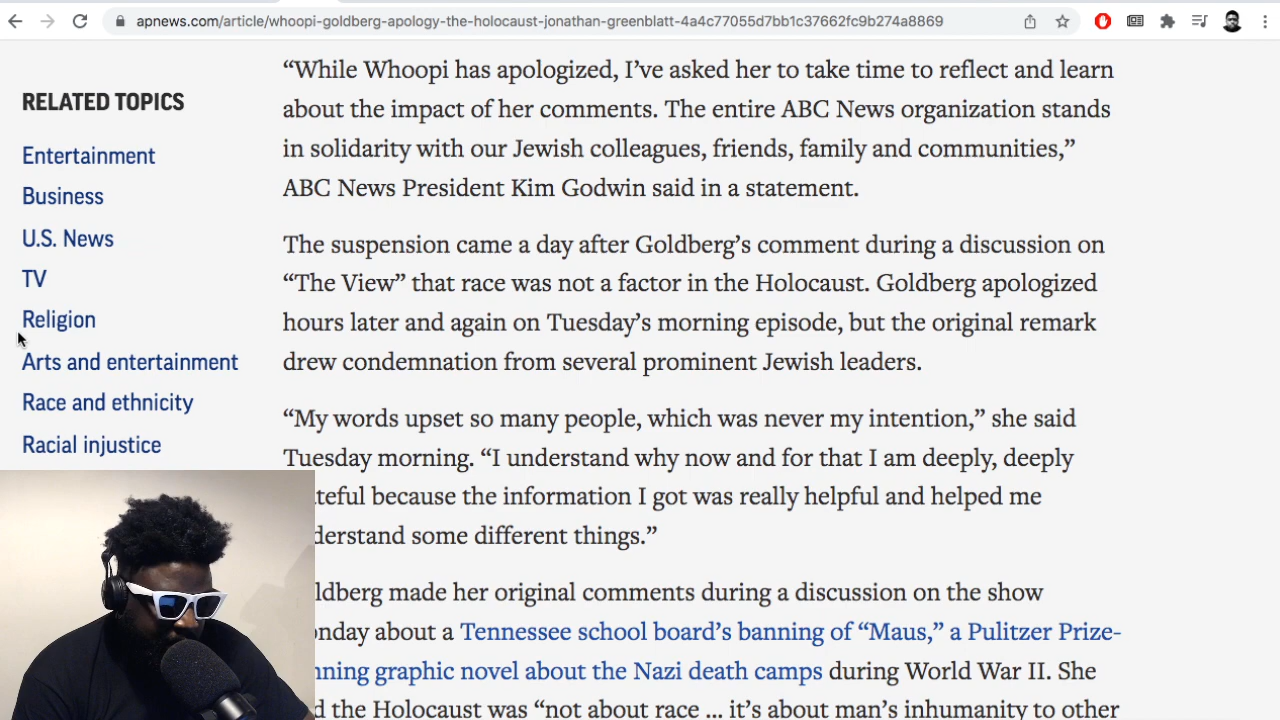 apnews.com/article/whoopi-goldberg-apology-the-holocaust-jonathan-greenblatt-4a4c77055d7bb1c37662fc9b274a8869
RELATED TOPICS
Entertainment
Business
U.S. News
TV
Religion
Arts and entertainment
Race and ethnicity
Racial injustice
“While Whoopi has apologized, I’ve asked her to take time to reflect and learn
about the impact of her comments. The entire ABC News organization stands
in solidarity with our Jewish colleagues, friends, family and communities,”
ABC News President Kim Godwin said in a statement.
The suspension came a day after Goldberg’s comment during a discussion on
“The View” that race was not a factor in the Holocaust. Goldberg apologized
hours later and again on Tuesday’s morning episode, but the original remark
drew condemnation from several prominent Jewish leaders.
“My words upset so many people, which was never my intention,” she said
Tuesday morning. “I understand why now and for that I am deeply, deeply
teful because the information I got was really helpful and helped me
derstand some different things.”
ldberg made her original comments during a discussion on the show
onday about a Tennessee school board’s banning of “Maus,” a Pulitzer Prize-
nning graphic novel about the Nazi death camps during World War II. She
d the Holocaust was “not about race ... it’s about man’s inhumanity to other